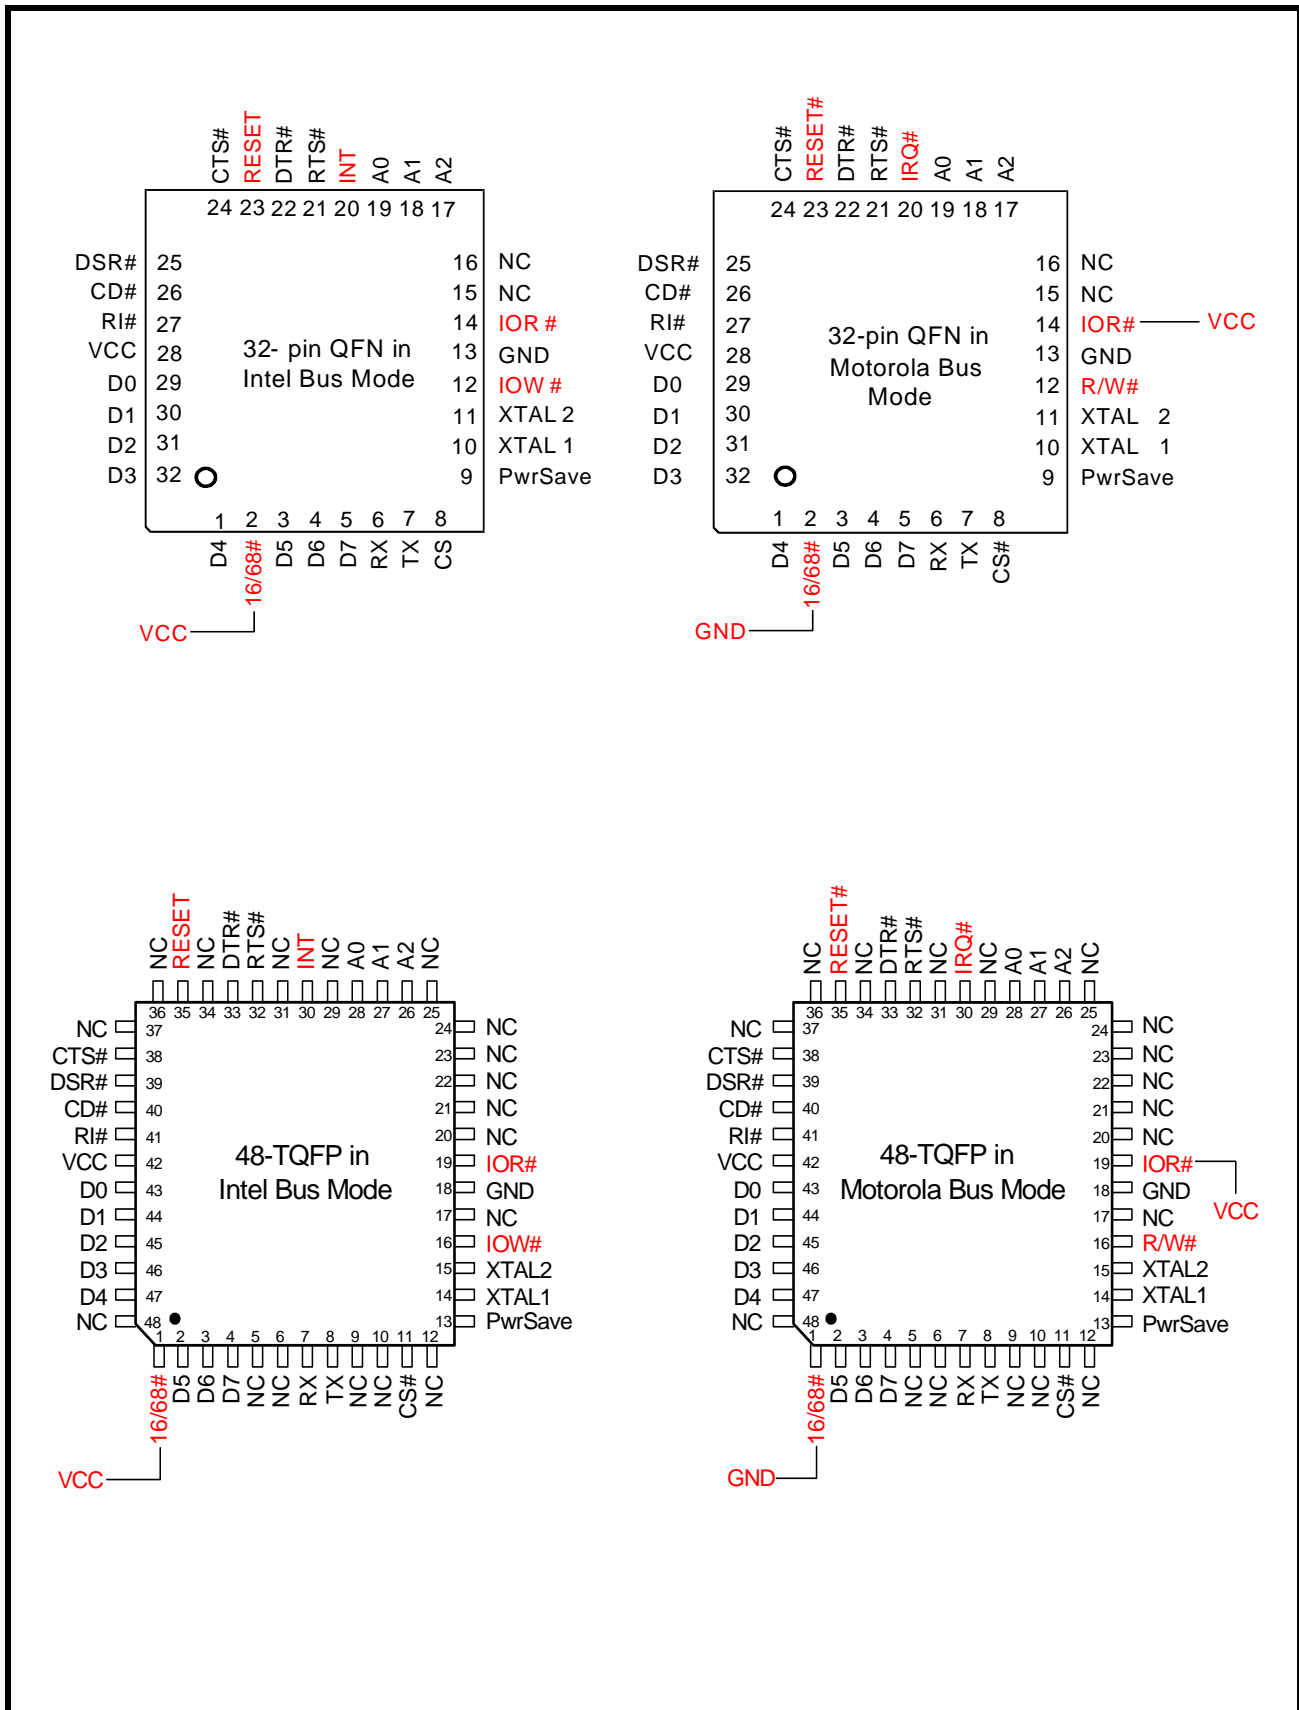 CTS# RESET DTR# RTS# INT A0 A1 A2
24 23 22 21 20 19 18 17
DSR# 25
CD# 26
RI# 27
VCC 28
D0 29
D1 30
D2 31
D3 32
32- pin QFN in
Intel Bus Mode
16 NC
15 NC
14 IOR #
13 GND
12 IOW #
11 XTAL 2
10 XTAL 1
9 PwrSave
1 2 3 4 5 6 7 8
D4 16/68# D5 D6 D7 RX TX CS
VCC
CTS# RESET# DTR# RTS# IRQ# A0 A1 A2
24 23 22 21 20 19 18 17
DSR# 25
CD# 26
RI# 27
VCC 28
D0 29
D1 30
D2 31
D3 32
32-pin QFN in
Motorola Bus
Mode
16 NC
15 NC
14 IOR# VCC
13 GND
12 R/W#
11 XTAL 2
10 XTAL 1
9 PwrSave
1 2 3 4 5 6 7 8
D4 16/68# D5 D6 D7 RX TX CS#
GND
NC RESET NC DTR# RTS# NC INT NC A0 A1 A2 NC
36 35 34 33 32 31 30 29 28 27 26 25
NC 37
CTS# 38
DSR# 39
CD# 40
RI# 41
VCC 42
D0 43
D1 44
D2 45
D3 46
D4 47
NC 48
48-TQFP in
Intel Bus Mode
24 NC
23 NC
22 NC
21 NC
20 NC
19 IOR#
18 GND
17 NC
16 IOW#
15 XTAL2
14 XTAL1
13 PwrSave
1 2 3 4 5 6 7 8 9 10 11 12
16/68# D5 D6 D7 NC NC RX TX NC NC CS# NC
VCC
NC RESET# NC DTR# RTS# NC IRQ# NC A0 A1 A2 NC
36 35 34 33 32 31 30 29 28 27 26 25
NC 37
CTS# 38
DSR# 39
CD# 40
RI# 41
VCC 42
D0 43
D1 44
D2 45
D3 46
D4 47
NC 48
48-TQFP in
Motorola Bus Mode
24 NC
23 NC
22 NC
21 NC
20 NC
19 IOR#
18 GND
VCC
17 NC
16 R/W#
15 XTAL2
14 XTAL1
13 PwrSave
1 2 3 4 5 6 7 8 9 10 11 12
16/68# D5 D6 D7 NC NC RX TX NC NC CS# NC
GND